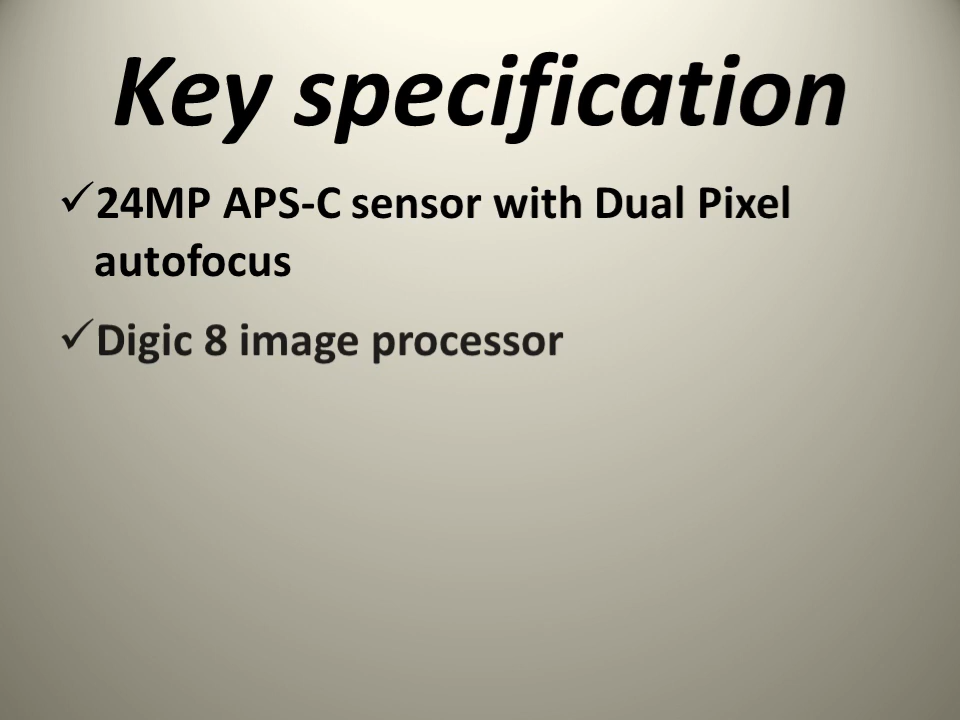 Key specification
✓24MP APS-C sensor with Dual Pixel
autofocus
✓Digic 8 image processor